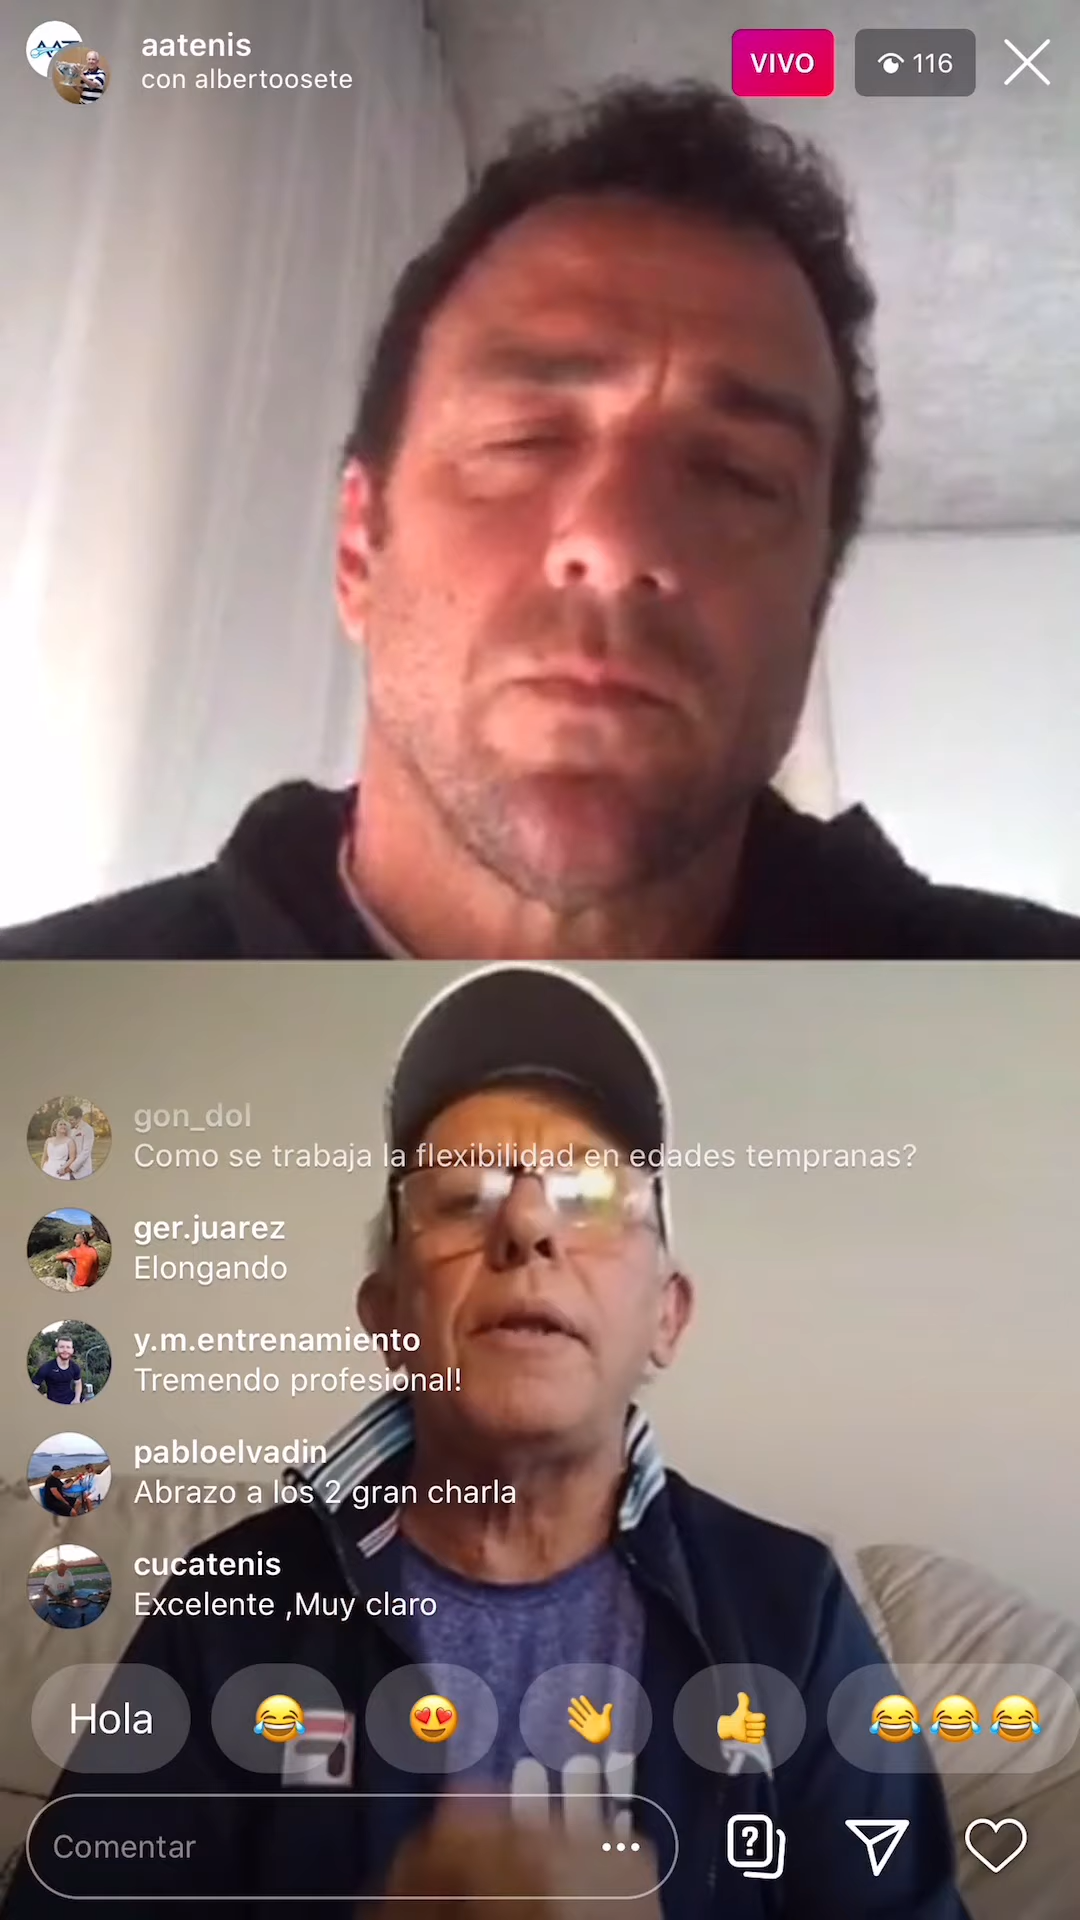 aatenis
con albertoosete
VIVO
116
gon_dol
Como se trabaja la flexibilidad en edades tempranas?
ger.juarez
Elongando
y.m.entrenamiento
Tremendo profesional!
pabloelvadin
Abrazo a los 2 gran charla
cucatenis
Excelente ,Muy claro
Hola
Comentar